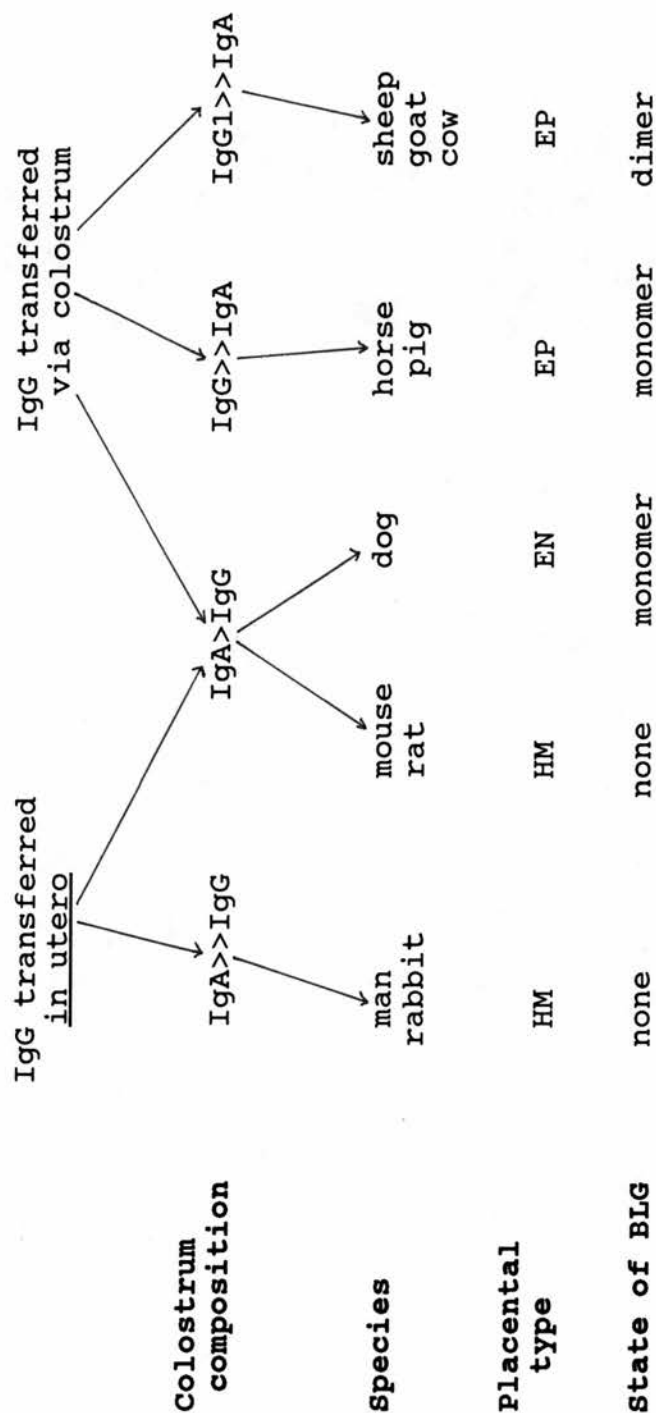 IgG transferred
in utero
IgG transferred
via colostrum
Colostrum
composition
IgA>>IgG
IgA>IgG
IgG>>IgA
IgG1>>IgA
Species
man
rabbit
mouse
rat
dog
horse
pig
sheep
goat
cow
Placental
type
HM
HM
EN
EP
EP
State of BLG
none
none
monomer
monomer
dimer